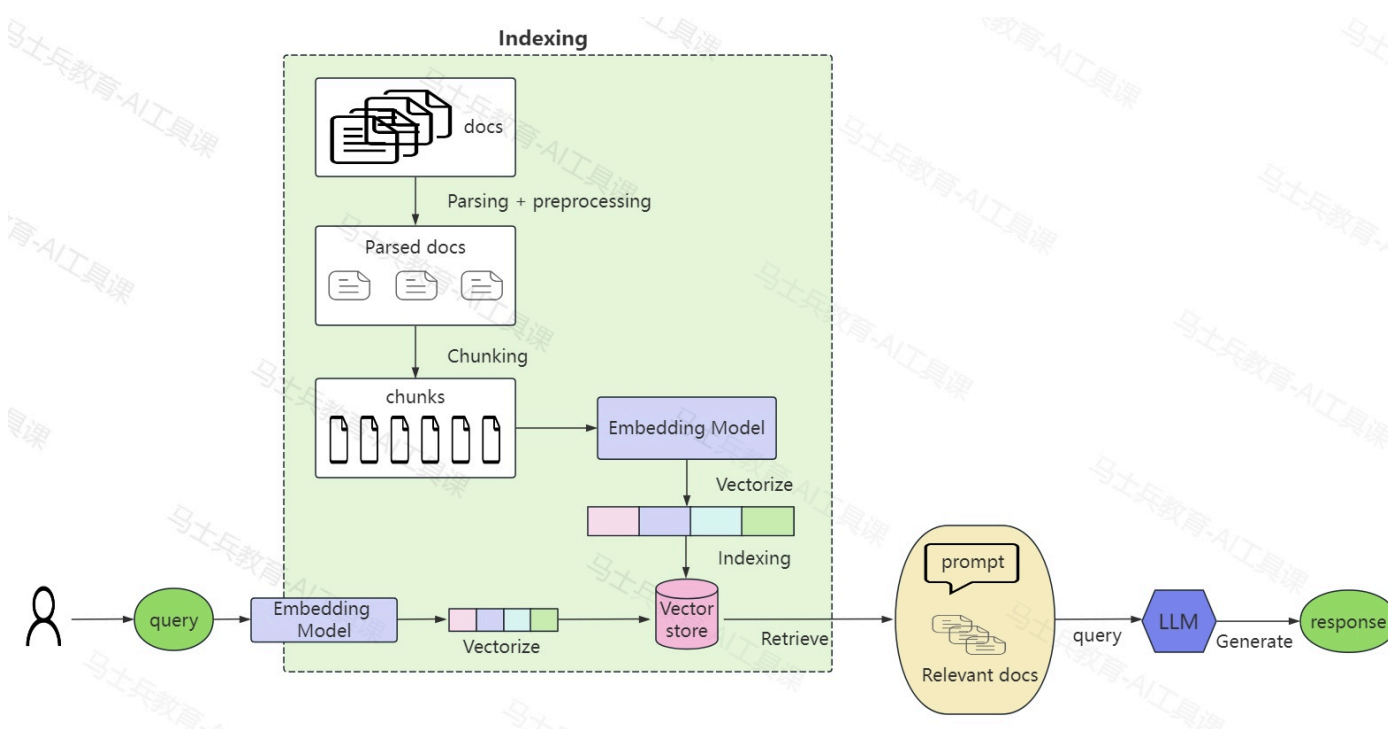 Indexing
docs
Parsing + preprocessing
Parsed docs
Chunking
chunks
Embedding Model
Vectorize
Indexing
query
Embedding
Model
Vectorize
Vector
store
Retrieve
prompt
Relevant docs
query
LLM
Generate
response
马士兵教育-AI工具课